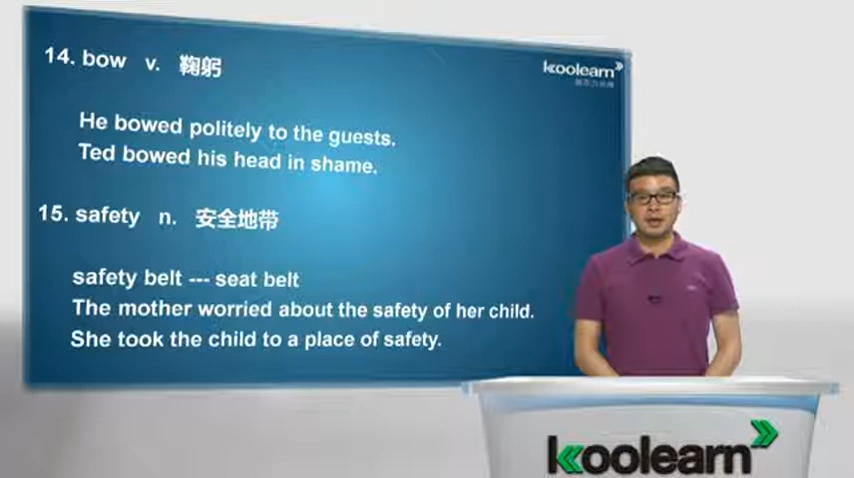 14. bow v. 鞠躬
koolearn
He bowed politely to the guests.
Ted bowed his head in shame.
15. safety n. 安全地带
safety belt --- seat belt
The mother worried about the safety of her child.
She took the child to a place of safety.
koolearn